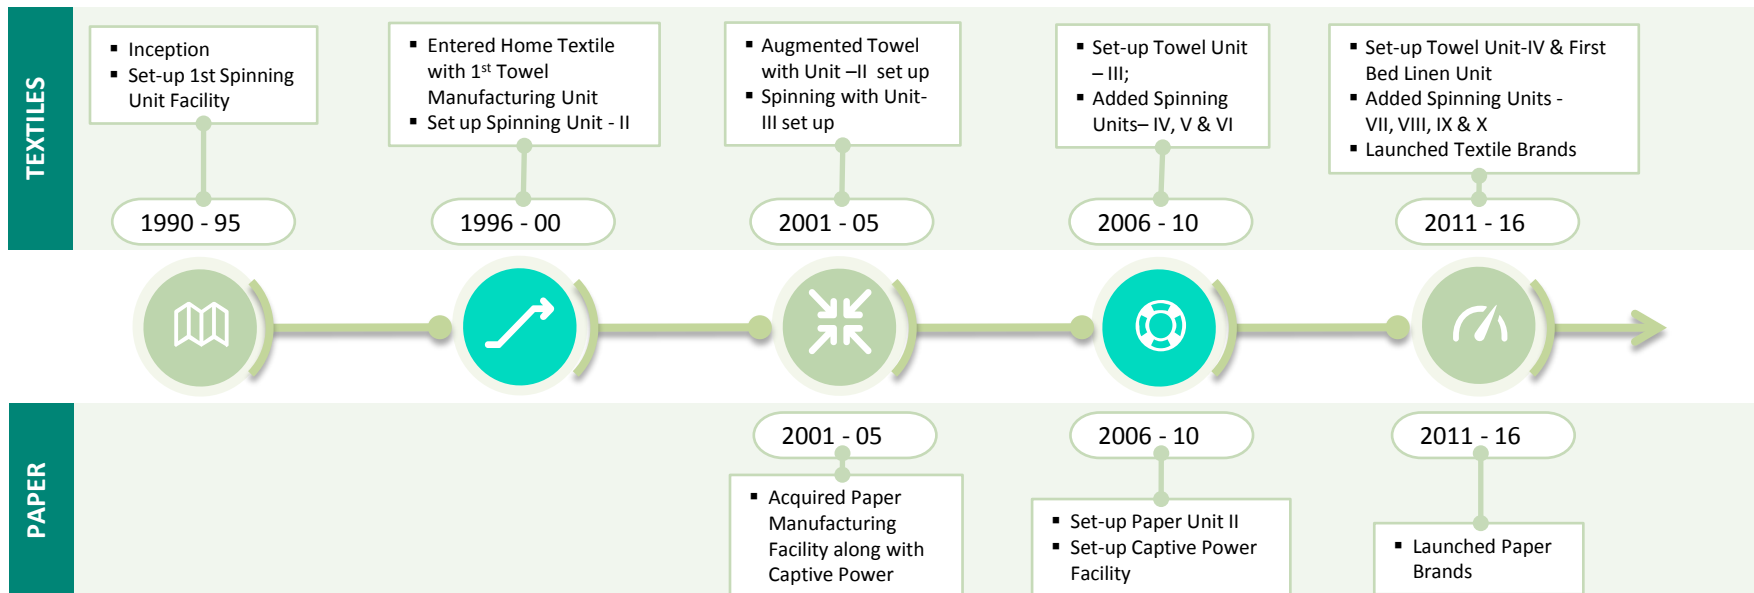 TEXTILES
▪ Inception
▪ Set-up 1st Spinning
Unit Facility
1990 - 95
▪ Entered Home Textile
with 1st Towel
Manufacturing Unit
▪ Set up Spinning Unit - II
1996 - 00
▪ Augmented Towel
with Unit –II set up
▪ Spinning with Unit-
III set up
2001 - 05
▪ Set-up Towel Unit
– III;
▪ Added Spinning
Units– IV, V & VI
2006 - 10
▪ Set-up Towel Unit-IV & First
Bed Linen Unit
▪ Added Spinning Units -
VII, VIII, IX & X
▪ Launched Textile Brands
2011 - 16
PAPER
2001 - 05
▪ Acquired Paper
Manufacturing
Facility along with
Captive Power
2006 - 10
▪ Set-up Paper Unit II
▪ Set-up Captive Power
Facility
2011 - 16
▪ Launched Paper
Brands